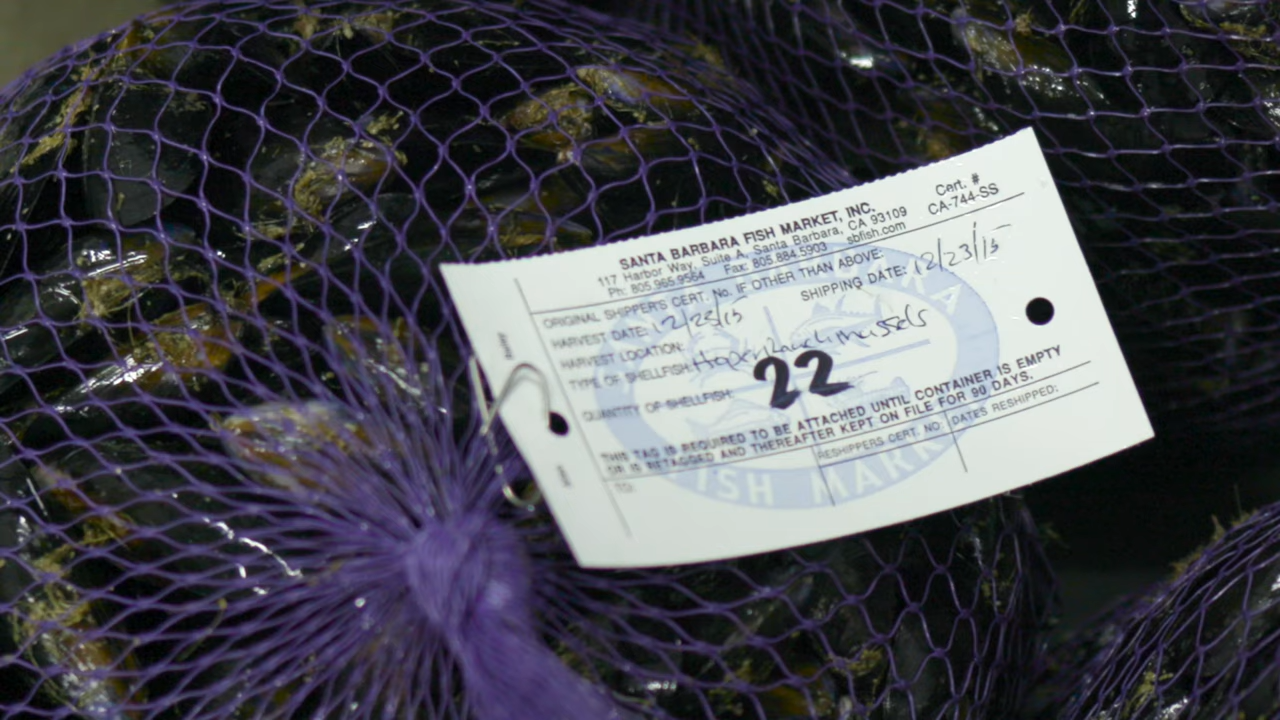 SANTA BARBARA FISH MARKET, INC.
117 Harbor Way, Suite A, Santa Barbara, CA 93109
Ph: 805.965.9564 Fax: 805.884.5903 sbfish.com
Cert. #
CA-744-SS
ORIGINAL SHIPPER'S CERT. No. IF OTHER THAN ABOVE:
HARVEST DATE: 12/23/15 SHIPPING DATE: 12/23/15
HARVEST LOCATION:
TYPE OF SHELLFISH: Hope Ranch mussels
QUANTITY OF SHELLFISH: 22
THIS TAG IS REQUIRED TO BE ATTACHED UNTIL CONTAINER IS EMPTY
OR IS RETAGGED AND THEREAFTER KEPT ON FILE FOR 90 DAYS.
TO: RESHIPPERS CERT. NO. DATES RESHIPPED:
FISH MARK